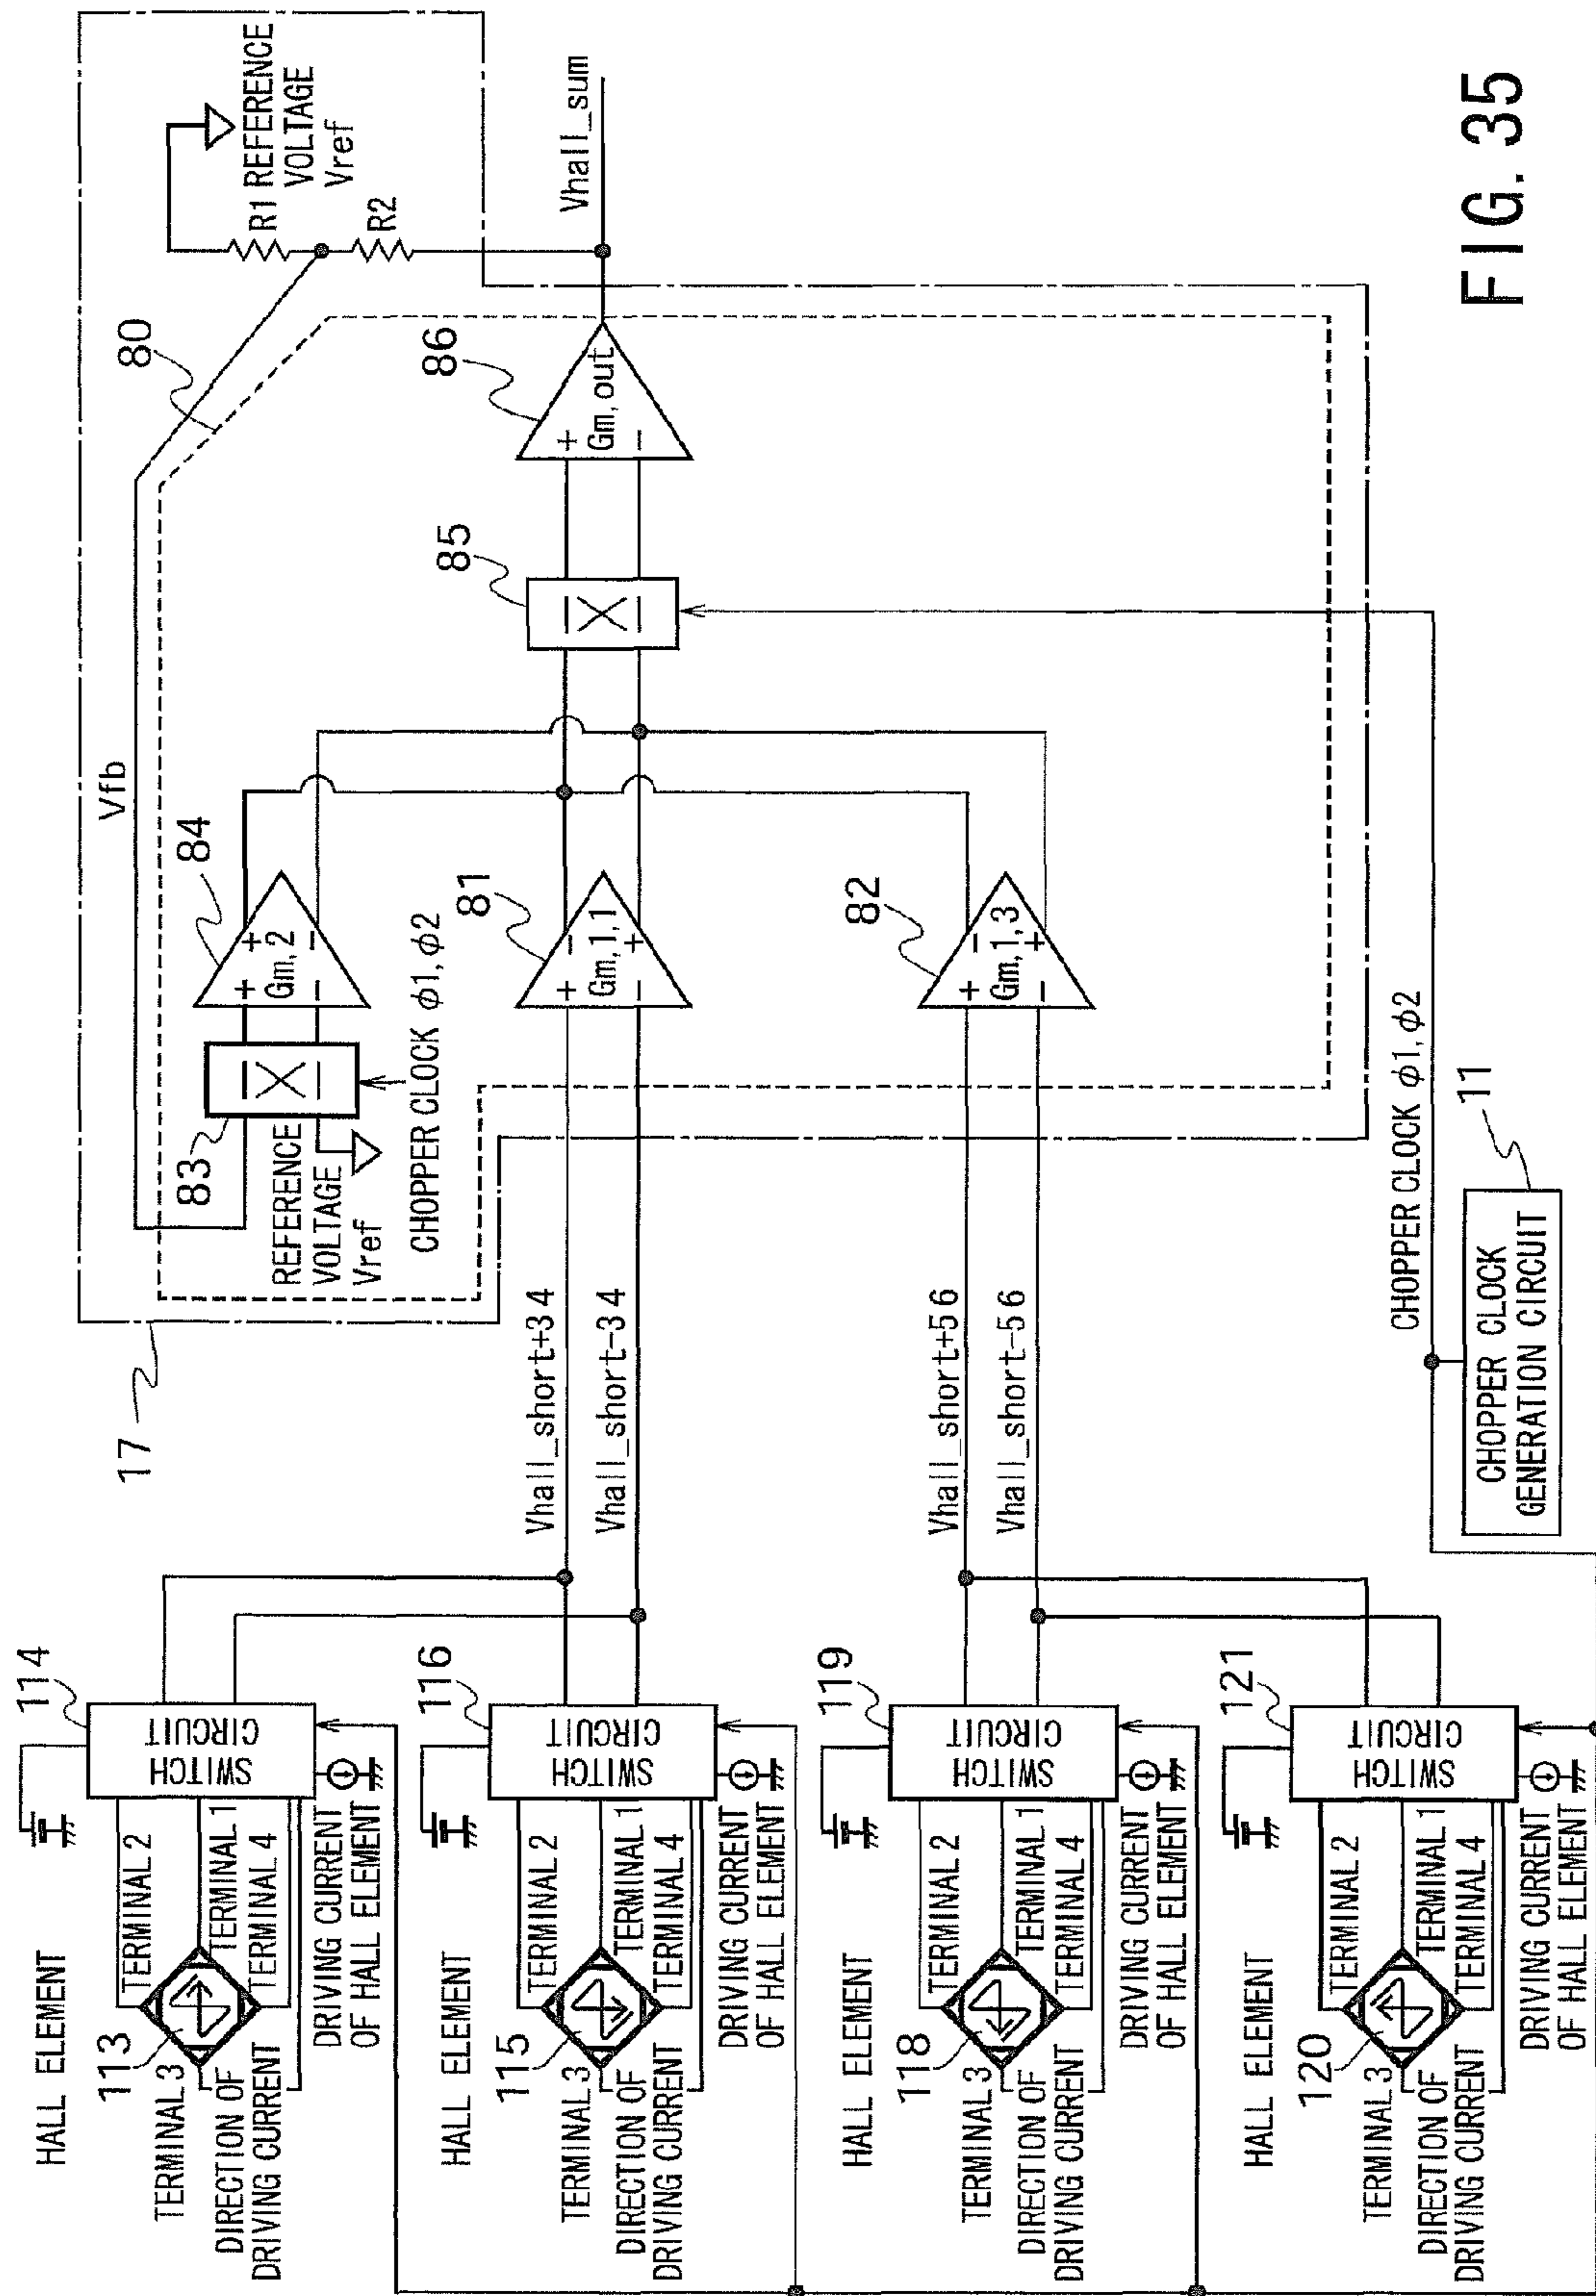 HALL ELEMENT
114
113
TERMINAL 3
TERMINAL 2
TERMINAL 1
TERMINAL 4
SWITCH
CIRCUIT
DIRECTION OF
DRIVING CURRENT
DRIVING CURRENT
OF HALL ELEMENT
HALL ELEMENT
116
115
TERMINAL 3
TERMINAL 2
TERMINAL 1
TERMINAL 4
SWITCH
CIRCUIT
DIRECTION OF
DRIVING CURRENT
DRIVING CURRENT
OF HALL ELEMENT
HALL ELEMENT
119
118
TERMINAL 3
TERMINAL 2
TERMINAL 1
TERMINAL 4
SWITCH
CIRCUIT
DIRECTION OF
DRIVING CURRENT
DRIVING CURRENT
OF HALL ELEMENT
HALL ELEMENT
121
120
TERMINAL 3
TERMINAL 2
TERMINAL 1
TERMINAL 4
SWITCH
CIRCUIT
DIRECTION OF
DRIVING CURRENT
DRIVING CURRENT
OF HALL ELEMENT
17
Vhall_short+34
Vhall_short-34
Vhall_short+56
Vhall_short-56
CHOPPER CLOCK φ1, φ2
11
CHOPPER CLOCK
GENERATION CIRCUIT
Vfb
83
REFERENCE
VOLTAGE
Vref
CHOPPER CLOCK φ1, φ2
84
+ +
Gm, 2
- -
81
+ -
Gm, 1, 1
- +
82
+ -
Gm, 1, 3
- +
85
80
86
+
Gm, out
-
R1
R2
REFERENCE
VOLTAGE
Vref
Vhall_sum
FIG. 35